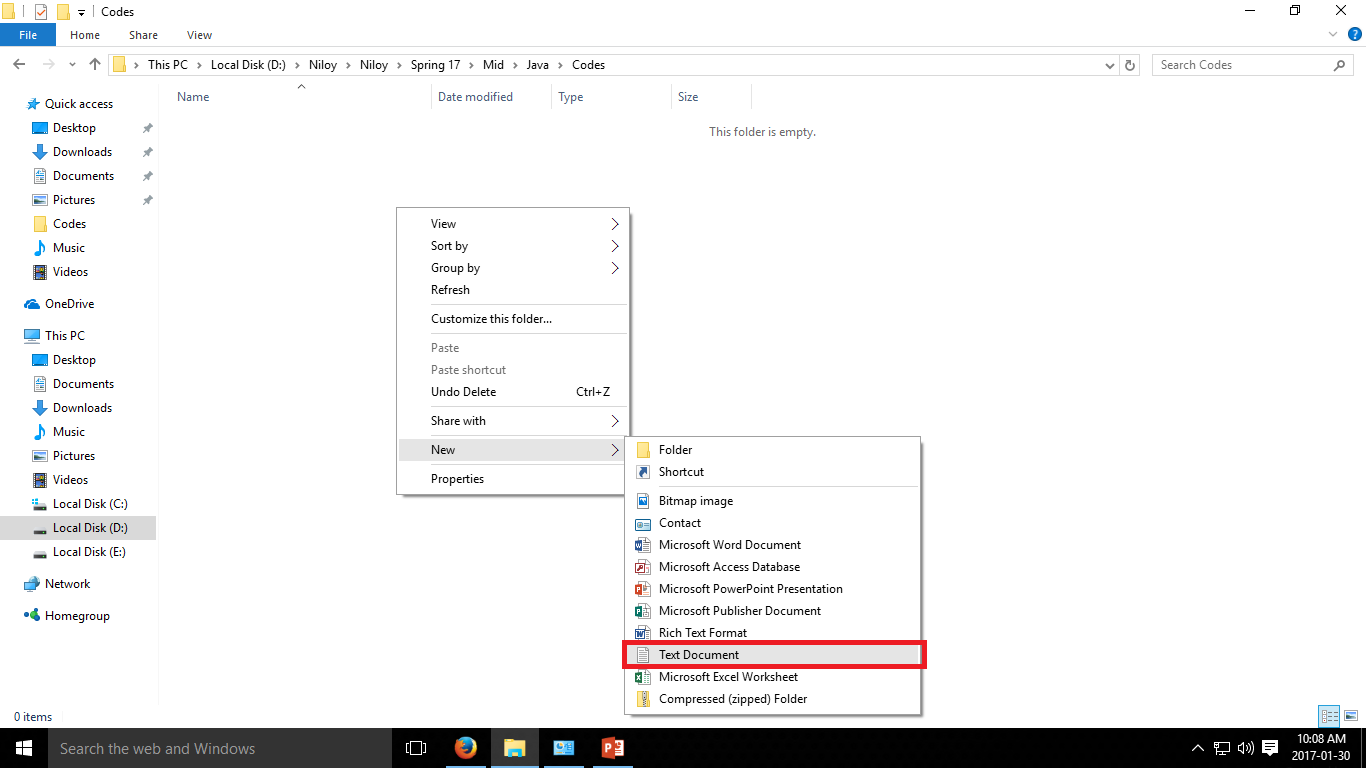 Codes
File Home Share View
This PC Local Disk (D:) Niloy Niloy Spring 17 Mid Java Codes
Search Codes
Name Date modified Type Size
This folder is empty.
Quick access
Desktop
Downloads
Documents
Pictures
Codes
Music
Videos
OneDrive
This PC
Desktop
Documents
Downloads
Music
Pictures
Videos
Local Disk (C:)
Local Disk (D:)
Local Disk (E:)
Network
Homegroup
View
Sort by
Group by
Refresh
Customize this folder...
Paste
Paste shortcut
Undo Delete Ctrl+Z
Share with
New
Properties
Folder
Shortcut
Bitmap image
Contact
Microsoft Word Document
Microsoft Access Database
Microsoft PowerPoint Presentation
Microsoft Publisher Document
Rich Text Format
Text Document
Microsoft Excel Worksheet
Compressed (zipped) Folder
0 items
Search the web and Windows
10:08 AM
2017-01-30